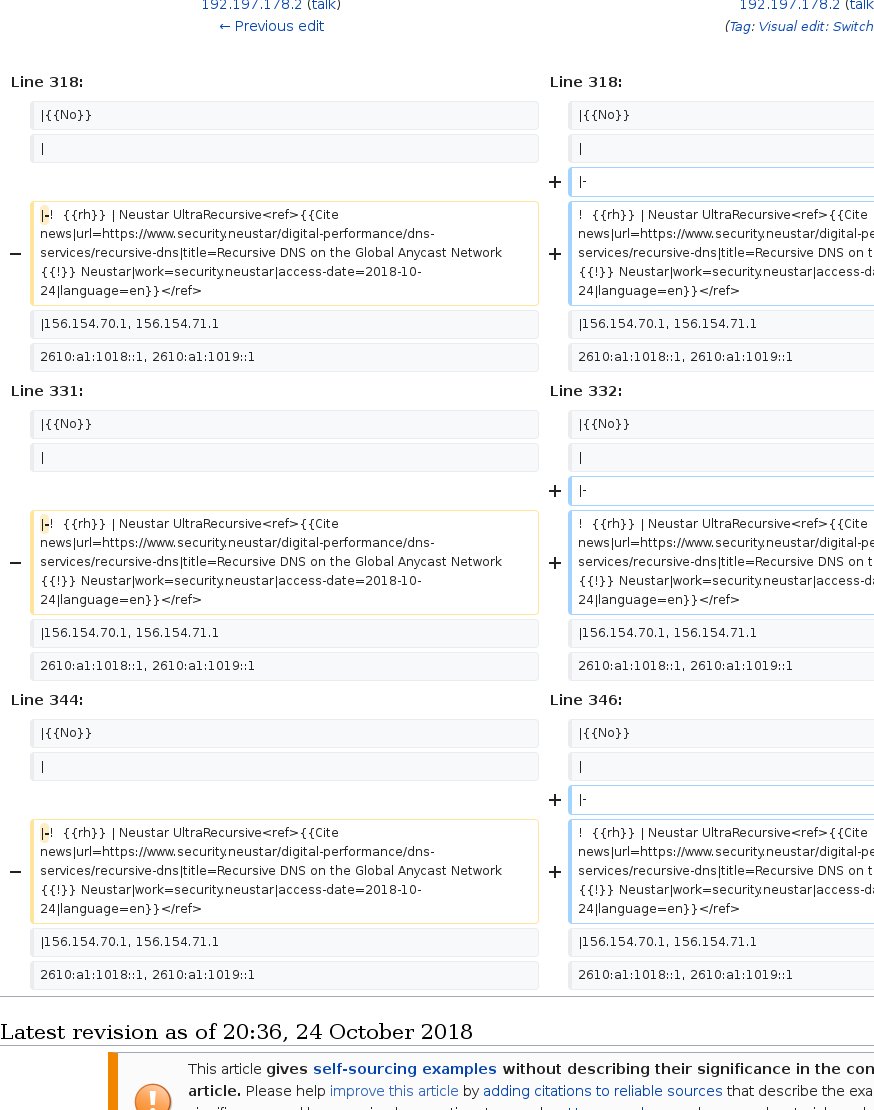 192.197.178.2 (talk) 192.197.178.2 (talk
← Previous edit (Tag: Visual edit: Switch
Line 318: Line 318:
|{{No}} |{{No}}
| |
+ |-
|-! {{rh}} | Neustar UltraRecursive<ref>{{Cite ! {{rh}} | Neustar UltraRecursive<ref>{{Cite
news|url=https://www.security.neustar/digital-performance/dns- news|url=https://www.security.neustar/digital-pe
− services/recursive-dns|title=Recursive DNS on the Global Anycast Network + services/recursive-dns|title=Recursive DNS on t
{{!}} Neustar|work=security.neustar|access-date=2018-10- {{!}} Neustar|work=security.neustar|access-da
24|language=en}}</ref> 24|language=en}}</ref>
|156.154.70.1, 156.154.71.1 |156.154.70.1, 156.154.71.1
2610:a1:1018::1, 2610:a1:1019::1 2610:a1:1018::1, 2610:a1:1019::1
Line 331: Line 332:
|{{No}} |{{No}}
| |
+ |-
|-! {{rh}} | Neustar UltraRecursive<ref>{{Cite ! {{rh}} | Neustar UltraRecursive<ref>{{Cite
news|url=https://www.security.neustar/digital-performance/dns- news|url=https://www.security.neustar/digital-pe
− services/recursive-dns|title=Recursive DNS on the Global Anycast Network + services/recursive-dns|title=Recursive DNS on t
{{!}} Neustar|work=security.neustar|access-date=2018-10- {{!}} Neustar|work=security.neustar|access-da
24|language=en}}</ref> 24|language=en}}</ref>
|156.154.70.1, 156.154.71.1 |156.154.70.1, 156.154.71.1
2610:a1:1018::1, 2610:a1:1019::1 2610:a1:1018::1, 2610:a1:1019::1
Line 344: Line 346:
|{{No}} |{{No}}
| |
+ |-
|-! {{rh}} | Neustar UltraRecursive<ref>{{Cite ! {{rh}} | Neustar UltraRecursive<ref>{{Cite
news|url=https://www.security.neustar/digital-performance/dns- news|url=https://www.security.neustar/digital-pe
− services/recursive-dns|title=Recursive DNS on the Global Anycast Network + services/recursive-dns|title=Recursive DNS on t
{{!}} Neustar|work=security.neustar|access-date=2018-10- {{!}} Neustar|work=security.neustar|access-da
24|language=en}}</ref> 24|language=en}}</ref>
|156.154.70.1, 156.154.71.1 |156.154.70.1, 156.154.71.1
2610:a1:1018::1, 2610:a1:1019::1 2610:a1:1018::1, 2610:a1:1019::1
Latest revision as of 20:36, 24 October 2018
This article gives self-sourcing examples without describing their significance in the con
article. Please help improve this article by adding citations to reliable sources that describe the exa